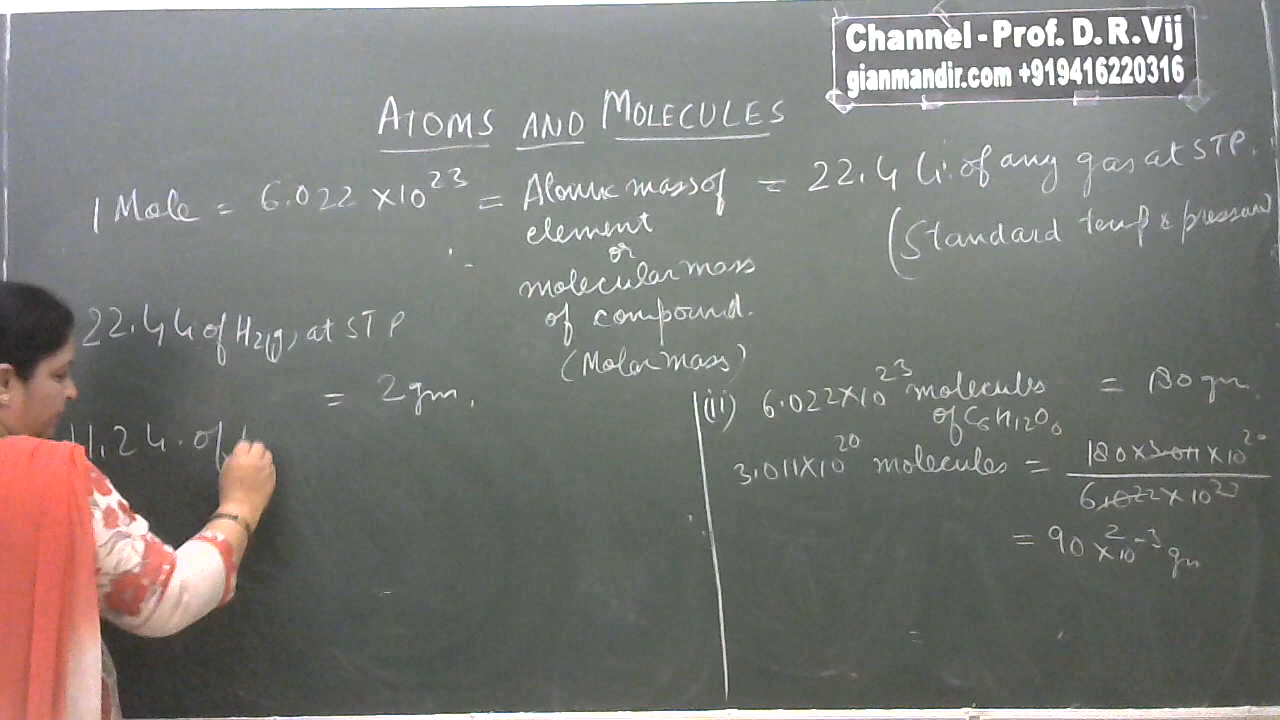 Channel - Prof. D. R. Vij
gianmandir.com +919416220316
ATOMS AND MOLECULES
1 Mole = 6.022 ×10²³ = Atomic mass of = 22.4 Li. of any gas at STP.
element
(Standard temp & pressure)
or
molecular mass
of compound.
(Molar mass)
22.4 L of H₂(g) at STP
= 2 gm.
11.2 L. of
(ii) 6.022×10²³ molecules = 180 gm.
of C₆H₁₂O₆
3.011×10²⁰ molecules = 180×3.011×10²⁰
6.022×10²³
2
= 90 ×10⁻³ gm